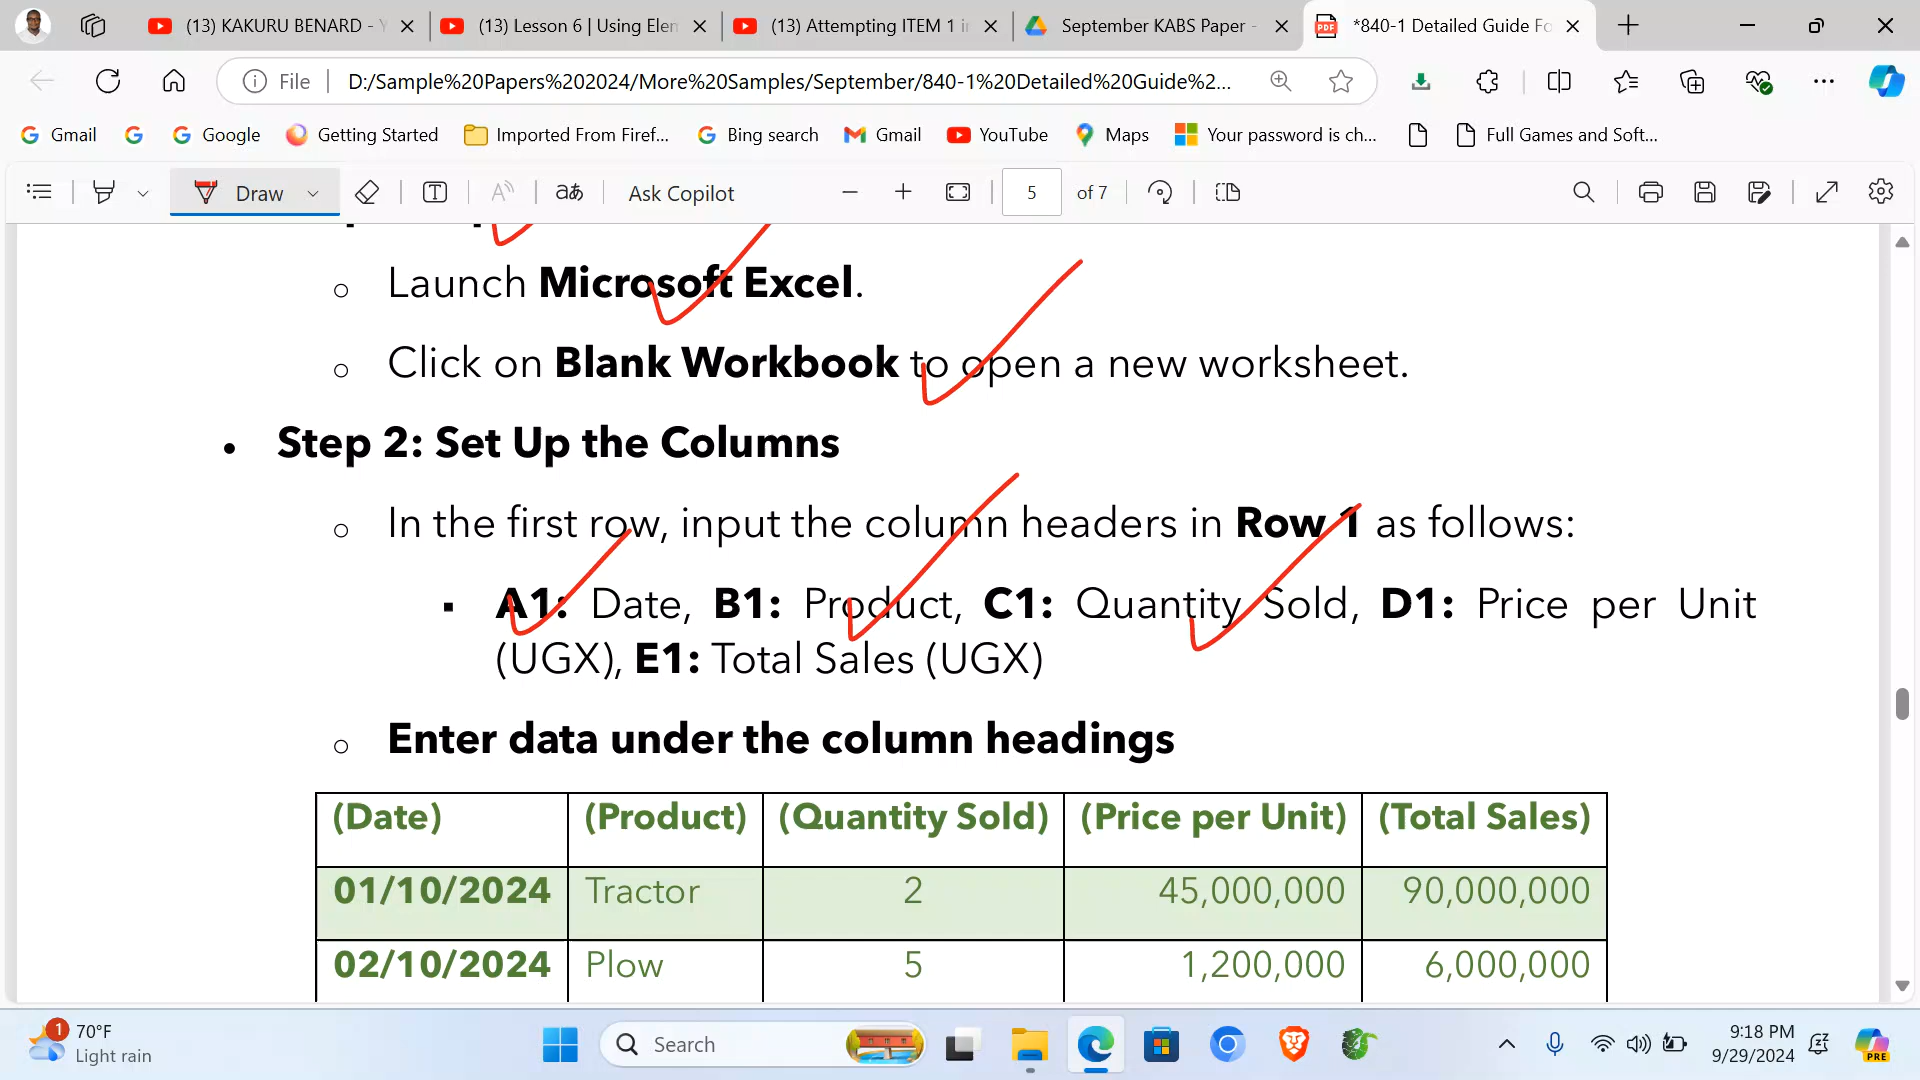 (13) KAKURU BENARD - Y
(13) Lesson 6 | Using Elem
(13) Attempting ITEM 1 i
September KABS Paper -
*840-1 Detailed Guide Fo
File
D:/Sample%20Papers%202024/More%20Samples/September/840-1%20Detailed%20Guide%2...
Gmail
Google
Getting Started
Imported From Firef...
Bing search
Gmail
YouTube
Maps
Your password is ch...
Full Games and Soft...
Draw
Ask Copilot
5 of 7
Launch Microsoft Excel.
Click on Blank Workbook to open a new worksheet.
Step 2: Set Up the Columns
In the first row, input the column headers in Row 1 as follows:
A1: Date, B1: Product, C1: Quantity Sold, D1: Price per Unit
(UGX), E1: Total Sales (UGX)
Enter data under the column headings
(Date) (Product) (Quantity Sold) (Price per Unit) (Total Sales)
01/10/2024 Tractor 2 45,000,000 90,000,000
02/10/2024 Plow 5 1,200,000 6,000,000
1
70°F
Light rain
Search
9:18 PM
9/29/2024
PRE